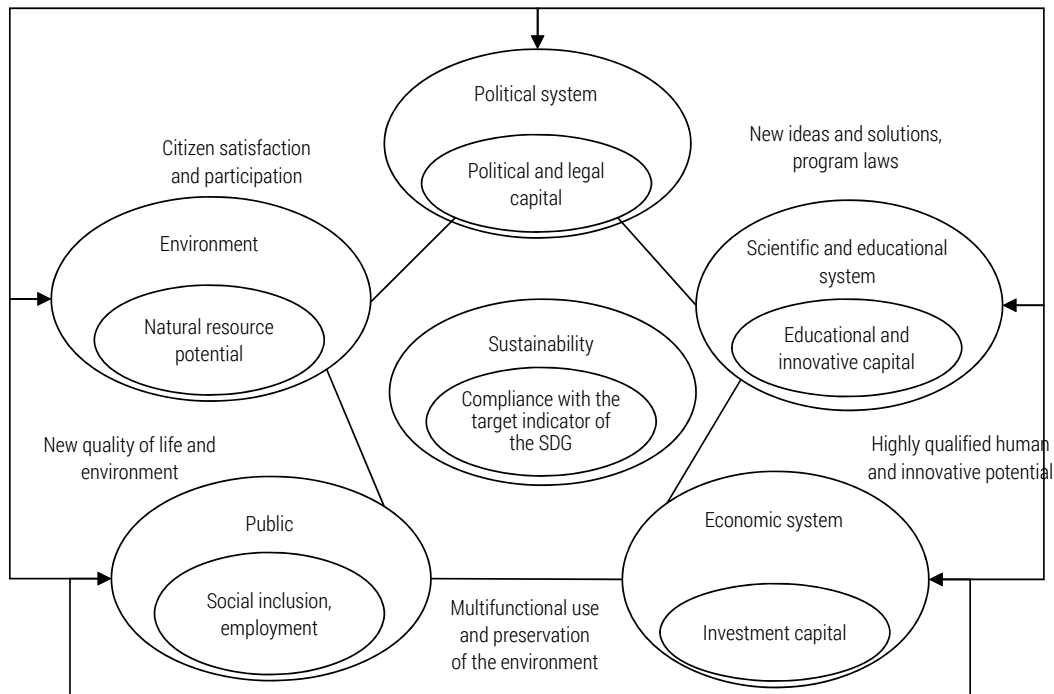 Political system
Political and legal
capital
Citizen satisfaction
and participation
New ideas and solutions,
program laws
Environment
Natural resource
potential
Scientific and educational
system
Educational and
innovative capital
Sustainability
Compliance with the
target indicator of
the SDG
New quality of life and
environment
Highly qualified human
and innovative potential
Public
Social inclusion,
employment
Economic system
Investment capital
Multifunctional use
and preservation
of the environment